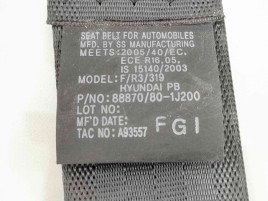 SEAT BELT FOR AUTOMOBILES
MFD. BY SS MANUFACTURING
MEETS:2005/40/EC,
ECE R16.05,
IS 15140/2003
MODEL:F/R3/319
HYUNDAI PB
P/NO:88870/80-1J200
LOT NO:
MF'D DATE:
TAC NO: A93557
FGI